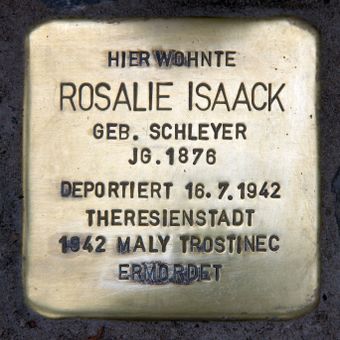 HIER WOHNTE
ROSALIE ISAACK
GEB. SCHLEYER
JG. 1876
DEPORTIERT 16.7.1942
THERESIENSTADT
1942 MALY TROSTINEC
ERMORDET